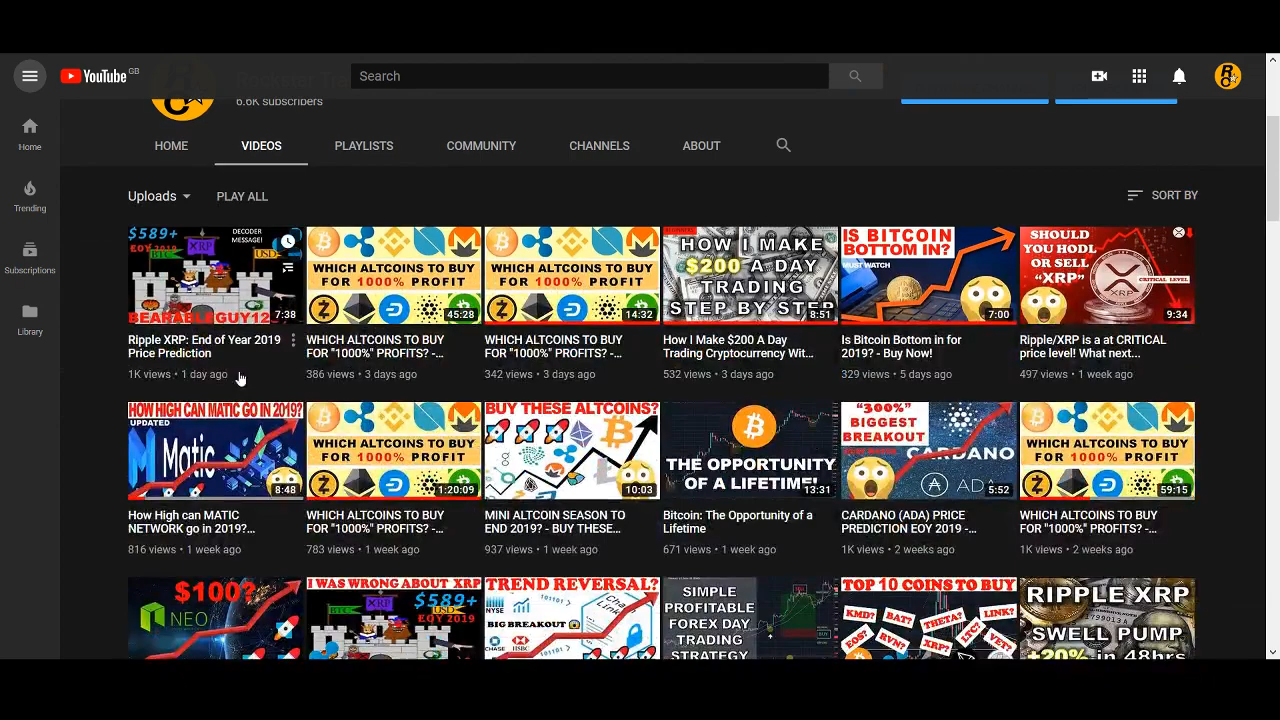 YouTube GB
Search
6.6K subscribers
HOME
VIDEOS
PLAYLISTS
COMMUNITY
CHANNELS
ABOUT
Home
Trending
Subscriptions
Library
Uploads
PLAY ALL
SORT BY
$589+
EOY 2019
DECODER
MESSAGE!
BTC
XRP
USD
BEARABLEGUY12
7:38
Ripple XRP: End of Year 2019
Price Prediction
1K views • 1 day ago
WHICH ALTCOINS TO BUY
FOR 1000% PROFIT
45:28
WHICH ALTCOINS TO BUY
FOR "1000%" PROFITS? -...
386 views • 3 days ago
WHICH ALTCOINS TO BUY
FOR 1000% PROFIT
14:32
WHICH ALTCOINS TO BUY
FOR "1000%" PROFITS? -...
342 views • 3 days ago
HOW I MAKE
$200 A DAY
TRADING
STEP BY STEP
8:51
How I Make $200 A Day
Trading Cryptocurrency Wit...
532 views • 3 days ago
IS BITCOIN
BOTTOM IN?
MUST WATCH
7:00
Is Bitcoin Bottom in for
2019? - Buy Now!
329 views • 5 days ago
SHOULD
YOU HODL
OR SELL
"XRP"
CRITICAL LEVEL
9:34
Ripple/XRP is a at CRITICAL
price level! What next...
497 views • 1 week ago
HOW HIGH CAN MATIC GO IN 2019?
UPDATED
Matic
8:48
How High can MATIC
NETWORK go in 2019?...
816 views • 1 week ago
WHICH ALTCOINS TO BUY
FOR 1000% PROFIT
1:20:09
WHICH ALTCOINS TO BUY
FOR "1000%" PROFITS? -...
783 views • 1 week ago
BUY THESE ALTCOINS?
10:03
MINI ALTCOIN SEASON TO
END 2019? - BUY THESE...
937 views • 1 week ago
THE OPPORTUNITY
OF A LIFETIME!
13:31
Bitcoin: The Opportunity of a
Lifetime
671 views • 1 week ago
"300%"
BIGGEST
BREAKOUT
CARDANO
ADA
5:52
CARDANO (ADA) PRICE
PREDICTION EOY 2019 -...
1K views • 2 weeks ago
WHICH ALTCOINS TO BUY
FOR 1000% PROFIT
59:15
WHICH ALTCOINS TO BUY
FOR "1000%" PROFITS? -...
1K views • 2 weeks ago
$100?
NEO
I WAS WRONG ABOUT XRP
$589+
BTC
XRP
USD
EOY 2019
TREND REVERSAL?
NYSE
BIG BREAKOUT
Chain
Link
CHASE
HSBC
SIMPLE
PROFITABLE
FOREX DAY
TRADING
STRATEGY
TOP 10 COINS TO BUY
KMD?
BAT?
THETA?
LINK?
EOS?
RVN?
XRP?
LTC?
VET?
RIPPLE XRP
SWELL PUMP
+20% in 48hrs